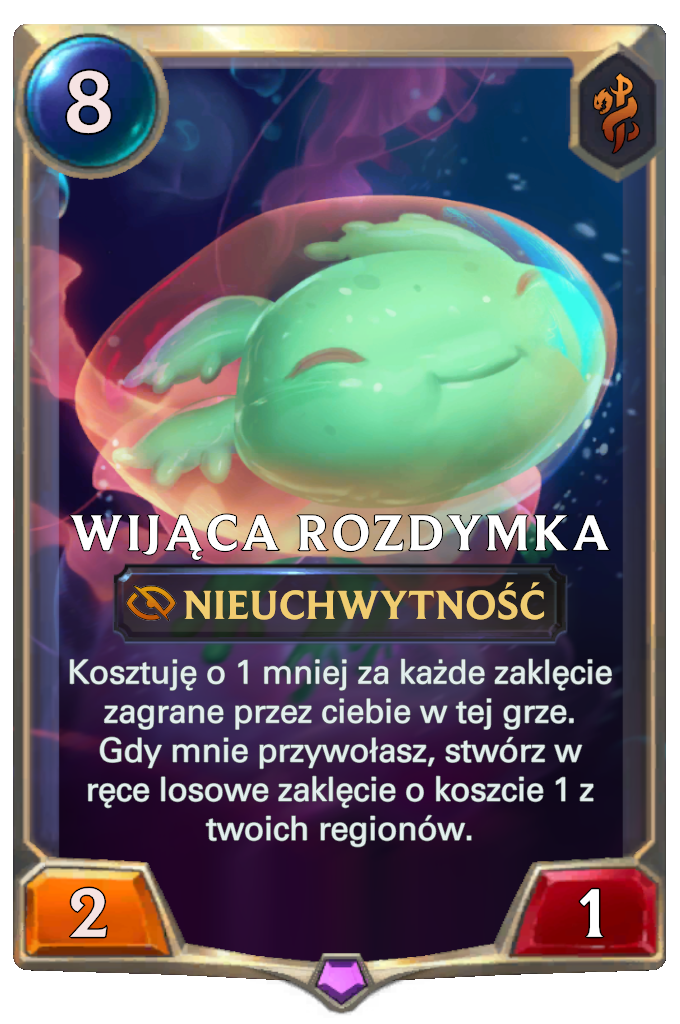 8
WIJĄCA ROZDYMKA
NIEUCHWYTNOŚĆ
Kosztuję o 1 mniej za każde zaklęcie
zagrane przez ciebie w tej grze.
Gdy mnie przywołasz, stwórz w
ręce losowe zaklęcie o koszcie 1 z
twoich regionów.
2
1